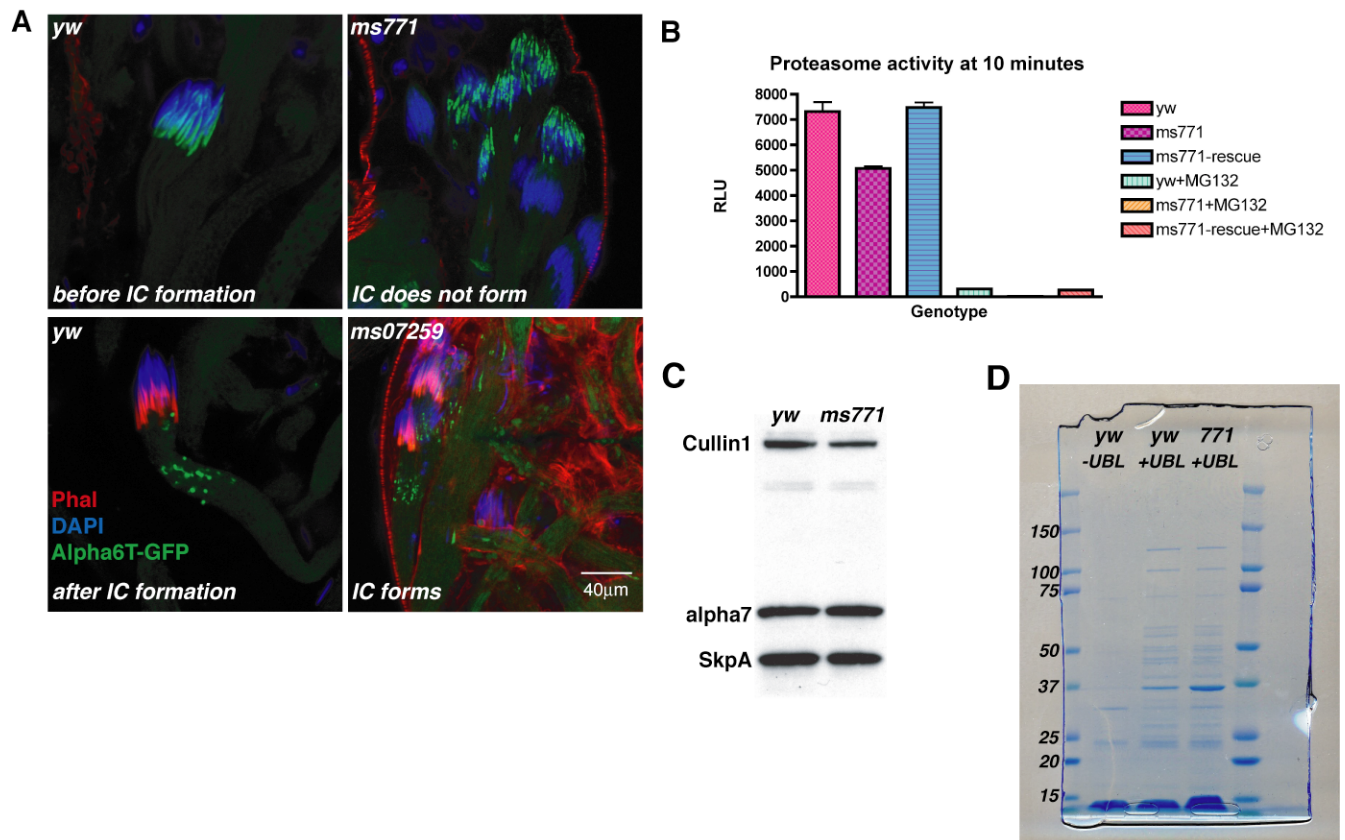 A
yw
before IC formation
ms771
IC does not form
yw
Phal
DAPI
Alpha6T-GFP
after IC formation
ms07259
IC forms
40μm
B
Proteasome activity at 10 minutes
RLU
8000
7000
6000
5000
4000
3000
2000
1000
0
Genotype
yw
ms771
ms771-rescue
yw+MG132
ms771+MG132
ms771-rescue+MG132
C
yw ms771
Cullin1
alpha7
SkpA
D
yw yw 771
-UBL +UBL +UBL
150
100
75
50
37
25
20
15